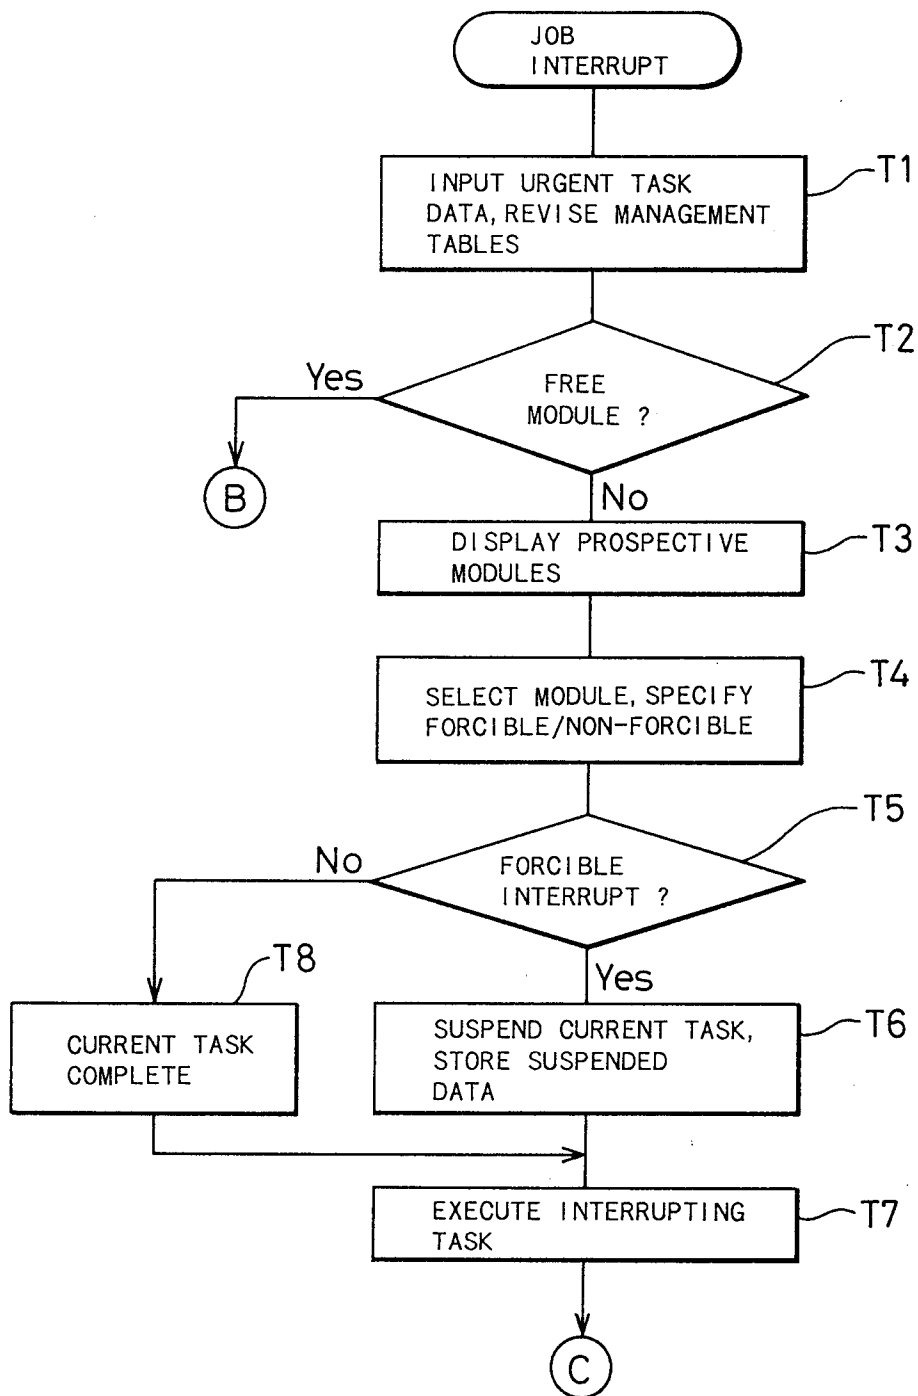 JOB
INTERRUPT
T1
INPUT URGENT TASK
DATA, REVISE MANAGEMENT
TABLES
T2
Yes
FREE
MODULE ?
B
No
T3
DISPLAY PROSPECTIVE
MODULES
T4
SELECT MODULE, SPECIFY
FORCIBLE/NON-FORCIBLE
T5
No
FORCIBLE
INTERRUPT ?
T8
Yes
CURRENT TASK
COMPLETE
T6
SUSPEND CURRENT TASK,
STORE SUSPENDED
DATA
T7
EXECUTE INTERRUPTING
TASK
C